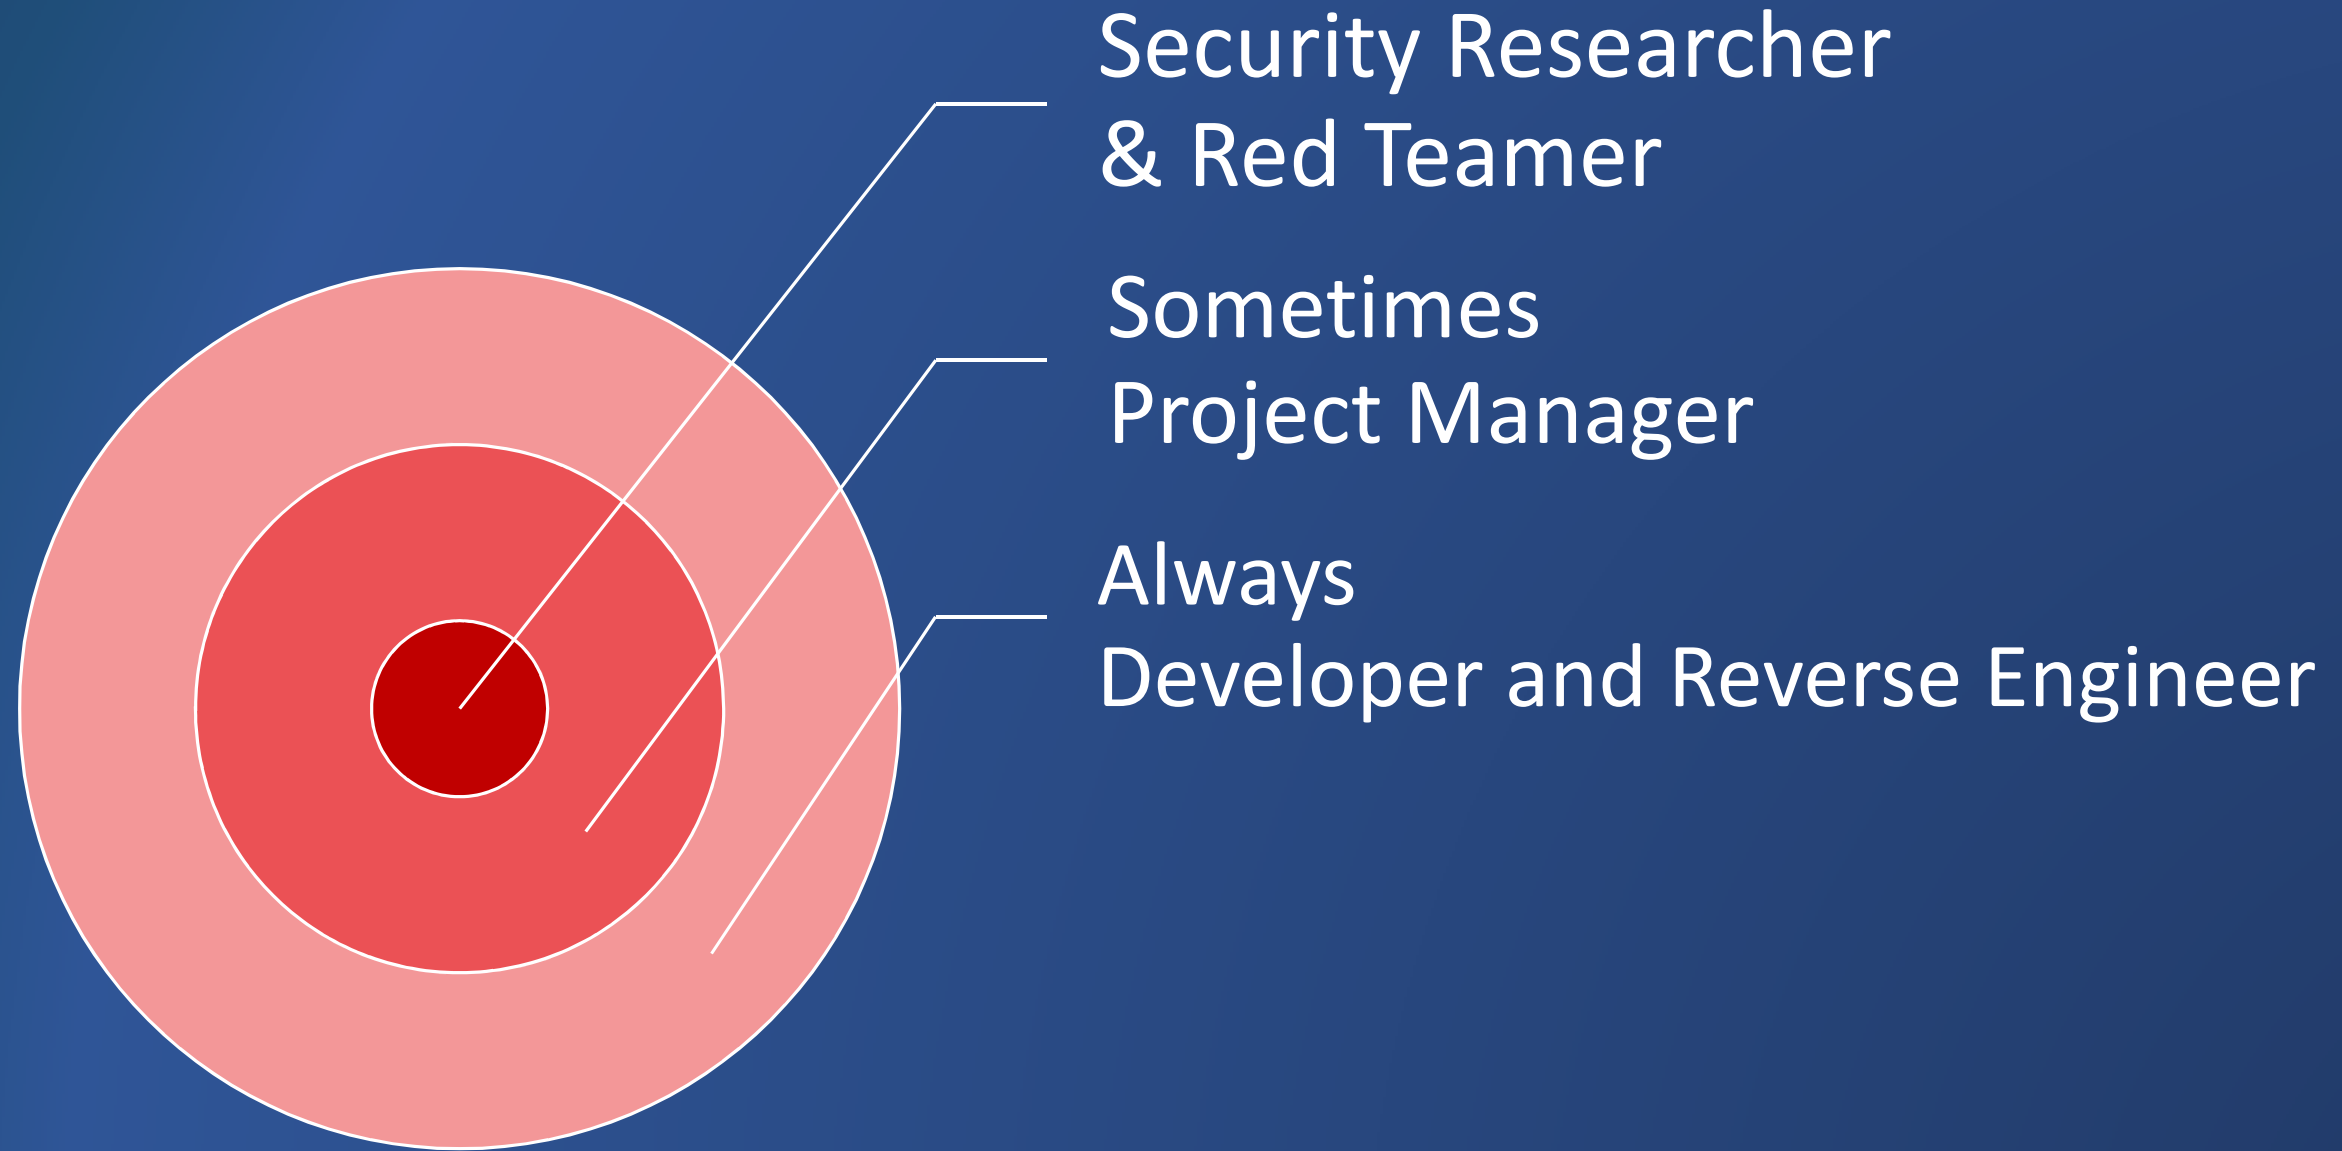 Security Researcher
& Red Teamer
Sometimes
Project Manager
Always
Developer and Reverse Engineer